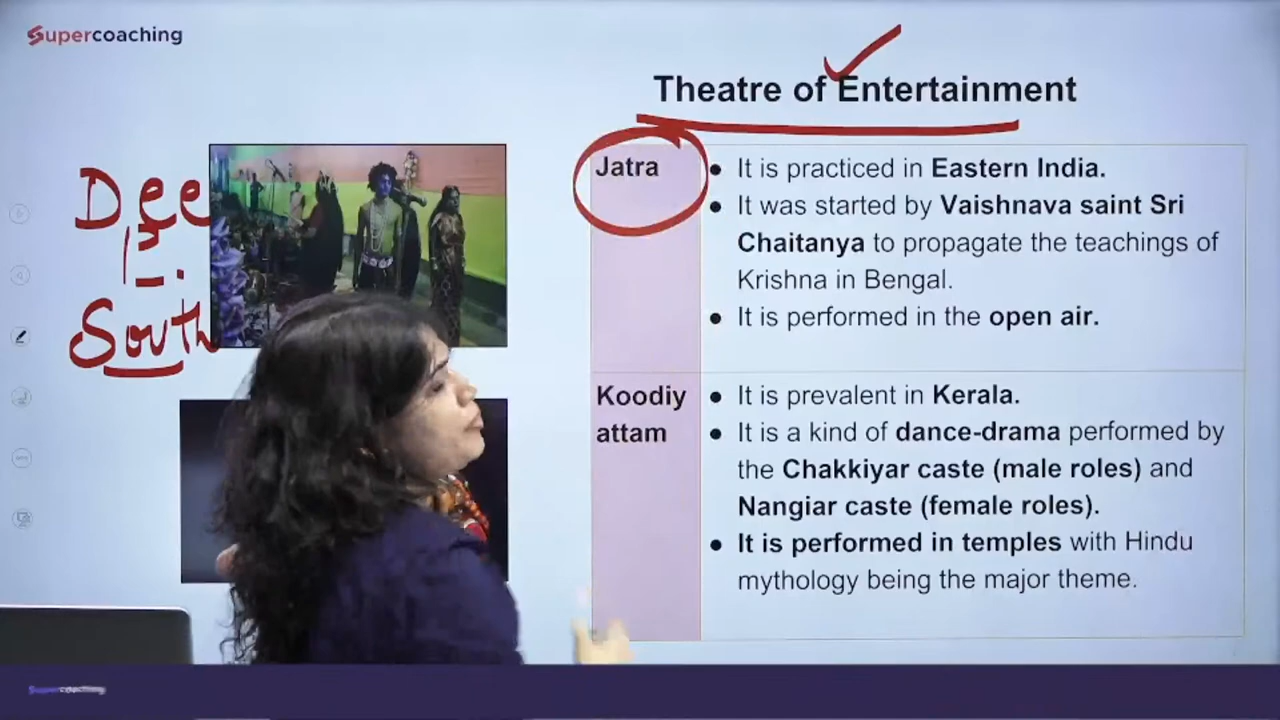 Supercoaching
Theatre of Entertainment
Dee
South
Jatra
● It is practiced in Eastern India.
● It was started by Vaishnava saint Sri
Chaitanya to propagate the teachings of
Krishna in Bengal.
● It is performed in the open air.
Koodiy
attam
● It is prevalent in Kerala.
● It is a kind of dance-drama performed by
the Chakkiyar caste (male roles) and
Nangiar caste (female roles).
● It is performed in temples with Hindu
mythology being the major theme.
Supercoaching